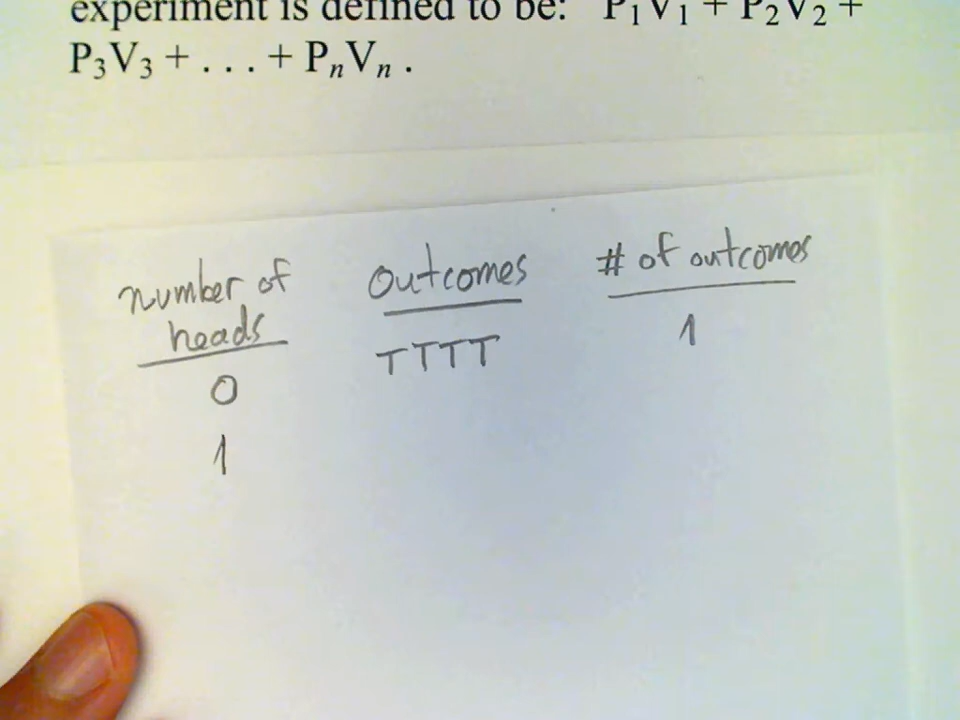 experiment is defined to be: P₁V₁ + P₂V₂ +
P₃V₃ + . . . + PₙVₙ .
number of heads
Outcomes
# of outcomes
0 TTTT 1
1